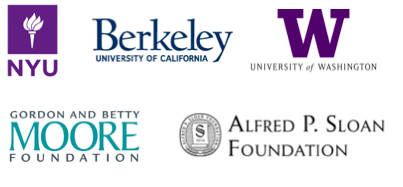 NYU
Berkeley
UNIVERSITY OF CALIFORNIA
W
UNIVERSITY of WASHINGTON
GORDON AND BETTY
MOORE
FOUNDATION
ALFRED P. SLOAN
FOUNDATION